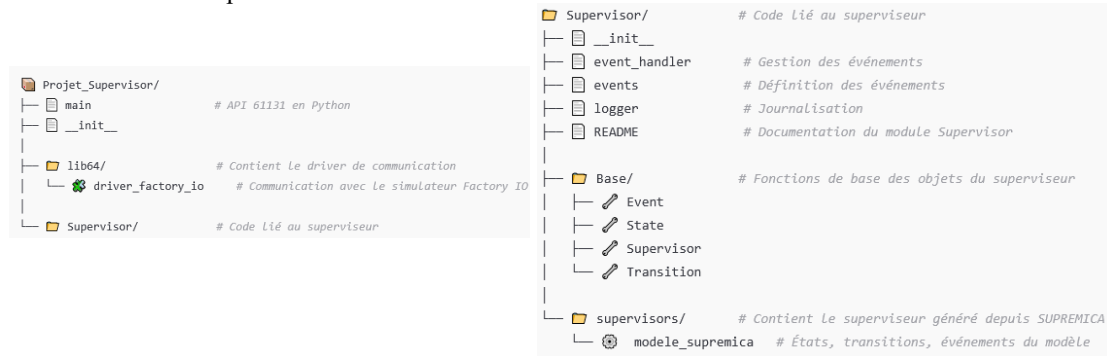 Projet_Supervisor/
├── main # API 61131 en Python
├── __init__
│
├── lib64/ # Contient le driver de communication
│ └── driver_factory_io # Communication avec le simulateur Factory IO
│
└── Supervisor/ # Code lié au superviseur
Supervisor/ # Code lié au superviseur
├── __init__
├── event_handler # Gestion des événements
├── events # Définition des événements
├── logger # Journalisation
├── README # Documentation du module Supervisor
│
├── Base/ # Fonctions de base des objets du superviseur
│ ├── Event
│ ├── State
│ ├── Supervisor
│ └── Transition
│
└── supervisors/ # Contient le superviseur généré depuis SUPREMICA
└── modele_supremica # États, transitions, événements du modèle